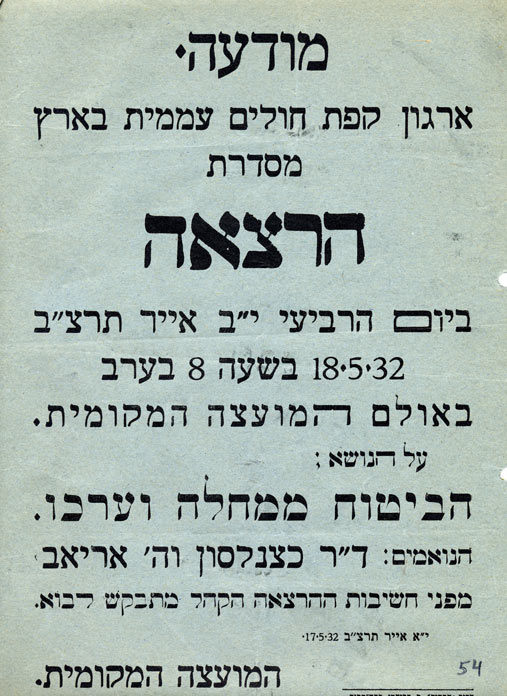 מודעה.
ארגון קפת חולים עממית בארץ
מסדרת
הרצאה
ביום הרביעי י״ב אייר תרצ״ב
18.5.32 בשעה 8 בערב
באולם המועצה המקומית.
על הנושא;
הביטוח ממחלה וערכו.
הנואמים: ד״ר כצנלסון וה׳ אריאב
מפני חשיבות ההרצאה הקהל מתבקש לבוא.
י״א אייר תרצ״ב 17.5.32.
המועצה המקומית.
54